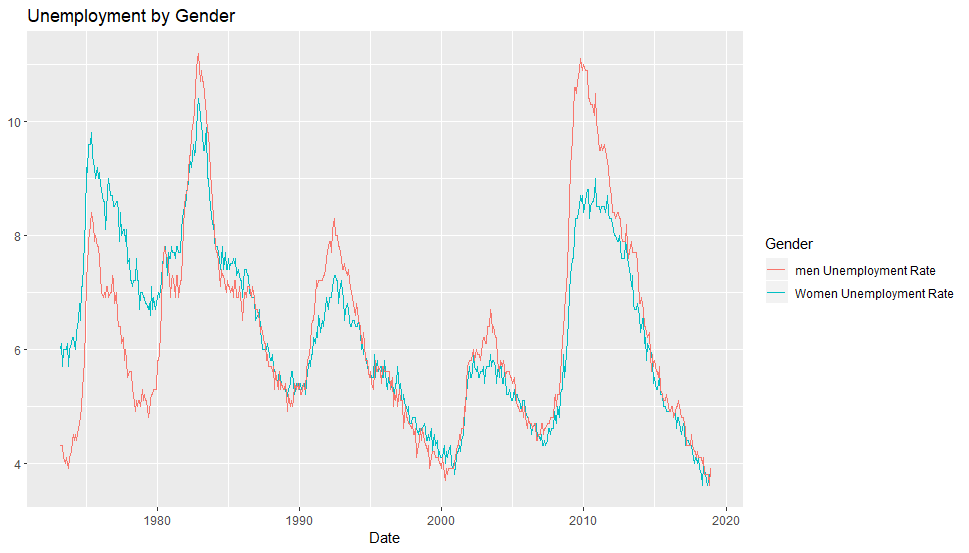 Unemployment by Gender
10
8
6
4
1980 1990 2000 2010 2020
Date
Gender
men Unemployment Rate
Women Unemployment Rate